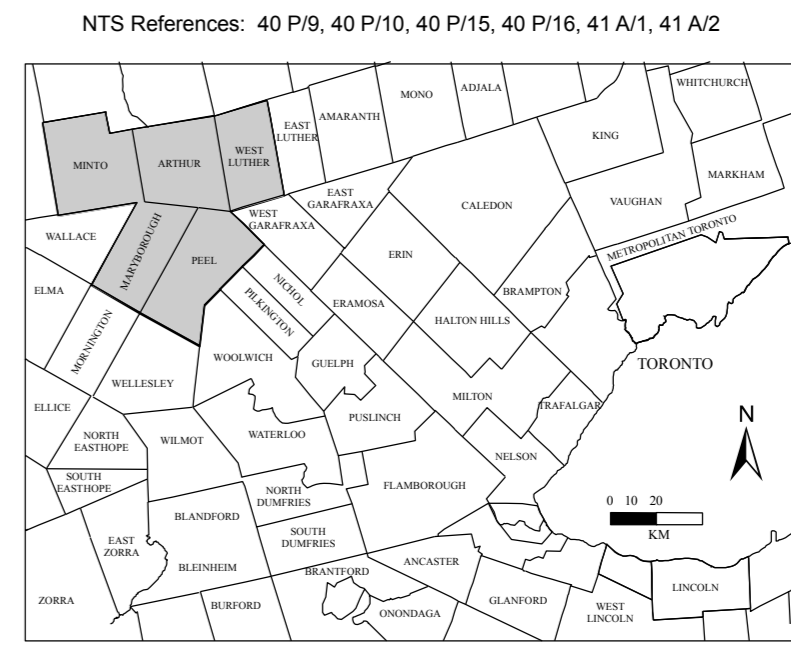 NTS References: 40 P/9, 40 P/10, 40 P/15, 40 P/16, 41 A/1, 41 A/2
WHITCHURCH
ADJALA
MONO
AMARANTH
EAST
LUTHER
KING
WEST
LUTHER
ARTHUR
MINTO
MARKHAM
EAST
GARAFRAXA
CALEDON
VAUGHAN
WEST
GARAFRAXA
MARYBOROUGH
WALLACE
METROPOLITAN TORONTO
ERIN
PEEL
ELMA
NICHOL
PILKINGTON
BRAMPTON
ERAMOSA
HALTON HILLS
MORNINGTON
WOOLWICH
GUELPH
TORONTO
WELLESLEY
MILTON
TRAFALGAR
ELLICE
PUSLINCH
NORTH
EASTHOPE
WILMOT
WATERLOO
N
NELSON
SOUTH
EASTHOPE
FLAMBOROUGH
NORTH
DUMFRIES
0 10 20
KM
BLANDFORD
SOUTH
DUMFRIES
EAST
ZORRA
BLEINHEIM
BRANTFORD
ANCASTER
LINCOLN
ZORRA
BURFORD
ONONDAGA
GLANFORD
WEST
LINCOLN